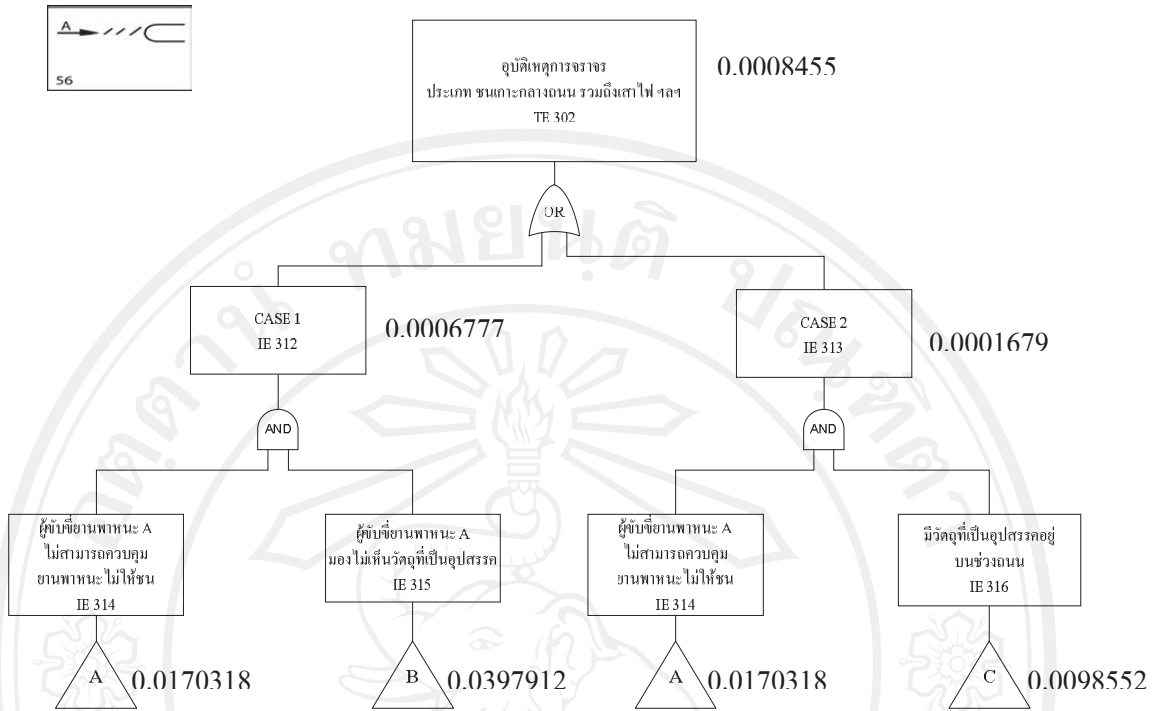 A
56
อุบัติเหตุการจราจร
ประเภท ชนเกาะกลางถนน รวมถึงเสาไฟ ฯลฯ
TE 302
0.0008455
OR
ทมยนฺติ ปณฺฑิตา
CASE 1
IE 312
0.0006777
CASE 2
IE 313
0.0001679
AND
AND
ผู้ขับขี่ยานพาหนะ A
ไม่สามารถควบคุม
ยานพาหนะ ไม่ให้ชน
IE 314
ผู้ขับขี่ยานพาหนะ A
มองไม่เห็นวัตถุที่เป็นอุปสรรค
IE 315
ผู้ขับขี่ยานพาหนะ A
ไม่สามารถควบคุม
ยานพาหนะ ไม่ให้ชน
IE 314
มีวัตถุที่เป็นอุปสรรคอยู่
บนช่วงถนน
IE 316
A
0.0170318
B
0.0397912
A
0.0170318
C
0.0098552